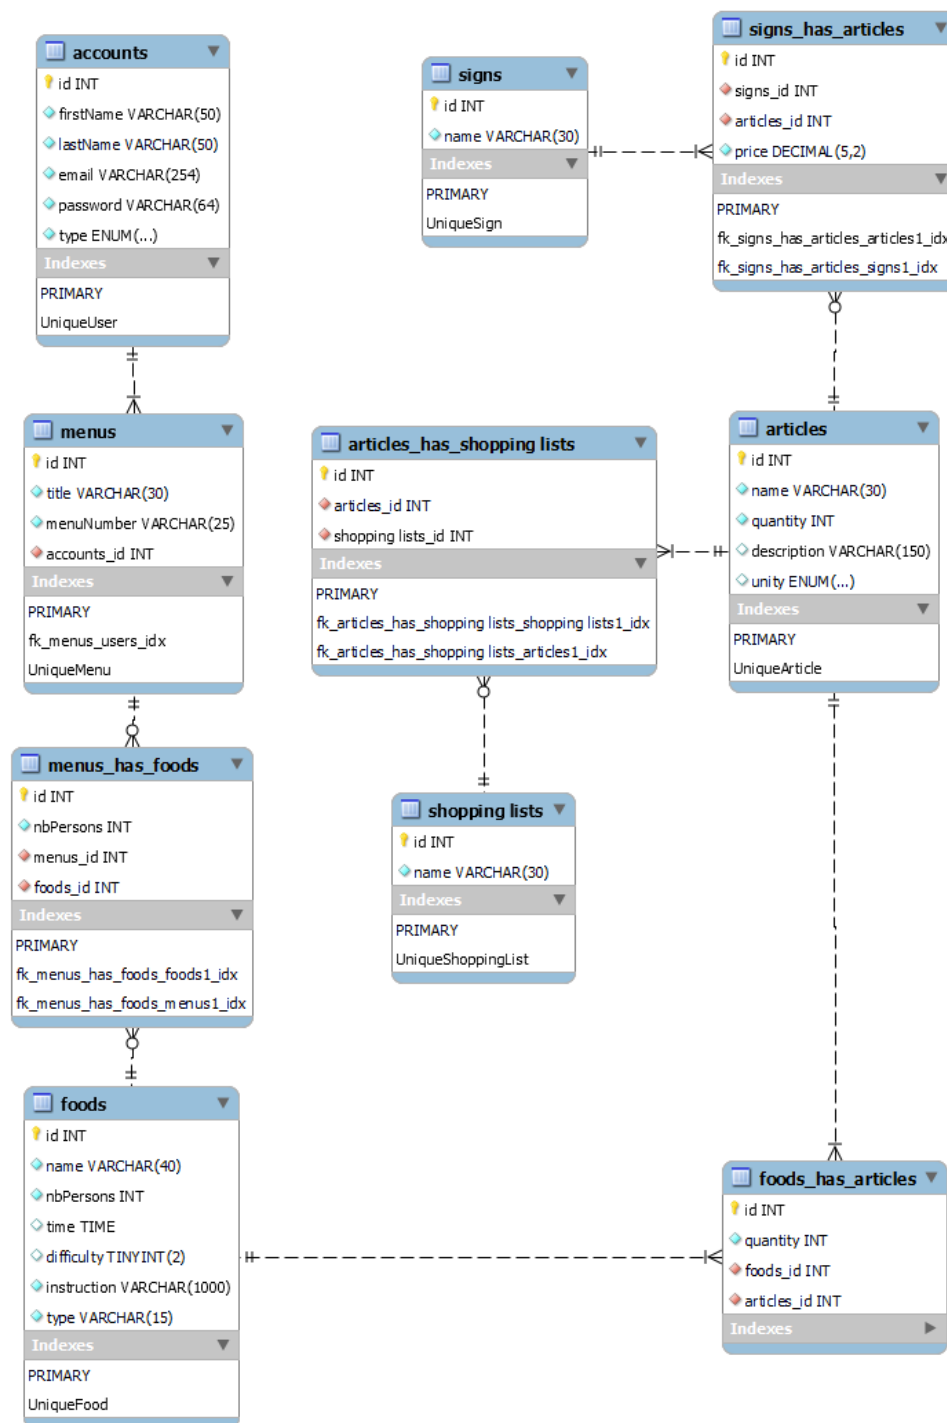 accounts
id INT
firstName VARCHAR(50)
lastName VARCHAR(50)
email VARCHAR(254)
password VARCHAR(64)
type ENUM(...)
Indexes
PRIMARY
UniqueUser
signs
id INT
name VARCHAR(30)
Indexes
PRIMARY
UniqueSign
signs_has_articles
id INT
signs_id INT
articles_id INT
price DECIMAL(5,2)
Indexes
PRIMARY
fk_signs_has_articles_articles1_idx
fk_signs_has_articles_signs1_idx
menus
id INT
title VARCHAR(30)
menuNumber VARCHAR(25)
accounts_id INT
Indexes
PRIMARY
fk_menus_users_idx
UniqueMenu
articles_has_shopping lists
id INT
articles_id INT
shopping lists_id INT
Indexes
PRIMARY
fk_articles_has_shopping lists_shopping lists1_idx
fk_articles_has_shopping lists_articles1_idx
articles
id INT
name VARCHAR(30)
quantity INT
description VARCHAR(150)
unity ENUM(...)
Indexes
PRIMARY
UniqueArticle
menus_has_foods
id INT
nbPersons INT
menus_id INT
foods_id INT
Indexes
PRIMARY
fk_menus_has_foods_foods1_idx
fk_menus_has_foods_menus1_idx
shopping lists
id INT
name VARCHAR(30)
Indexes
PRIMARY
UniqueShoppingList
foods
id INT
name VARCHAR(40)
nbPersons INT
time TIME
difficulty TINYINT(2)
instruction VARCHAR(1000)
type VARCHAR(15)
Indexes
PRIMARY
UniqueFood
foods_has_articles
id INT
quantity INT
foods_id INT
articles_id INT
Indexes